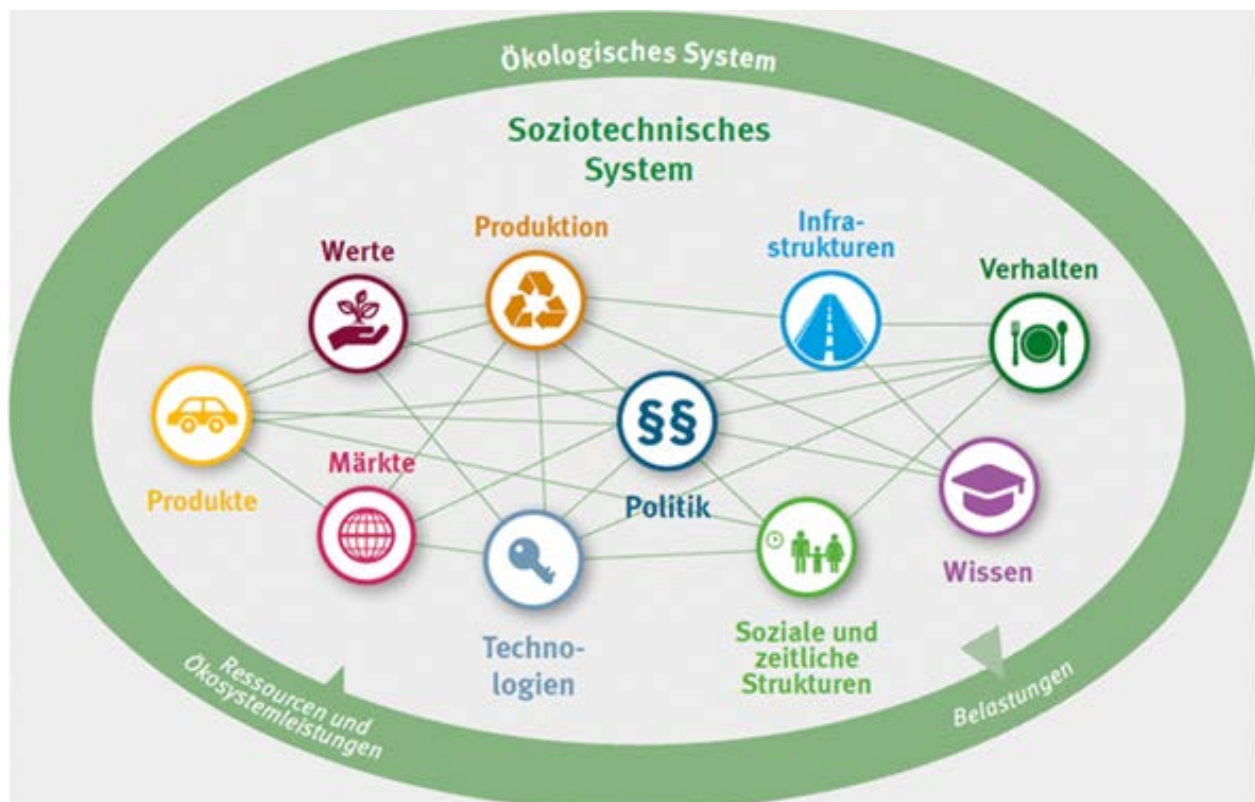 Ökologisches System
Soziotechnisches
System
Produktion
Infra-
strukturen
Werte
Verhalten
§§
Märkte
Produkte
Politik
Wissen
Techno-
logien
Soziale und
zeitliche
Strukturen
Ressourcen und
Ökosystemleistungen
Belastungen